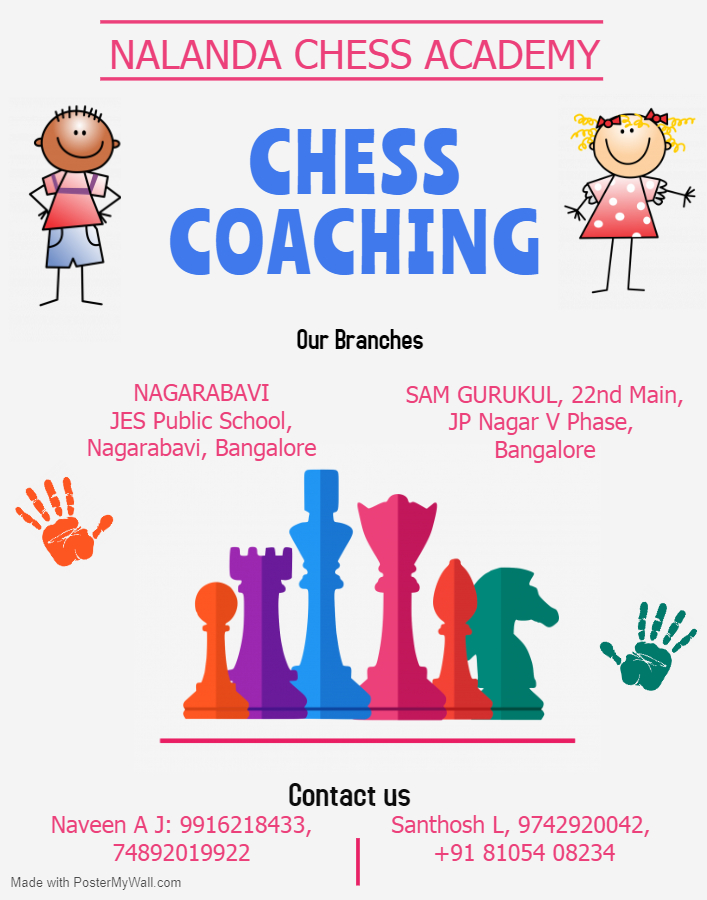 NALANDA CHESS ACADEMY
CHESS
COACHING
Our Branches
NAGARABAVI
JES Public School,
Nagarabavi, Bangalore
SAM GURUKUL, 22nd Main,
JP Nagar V Phase,
Bangalore
Contact us
Naveen A J: 9916218433,
74892019922
Santhosh L, 9742920042,
+91 81054 08234
Made with PosterMyWall.com